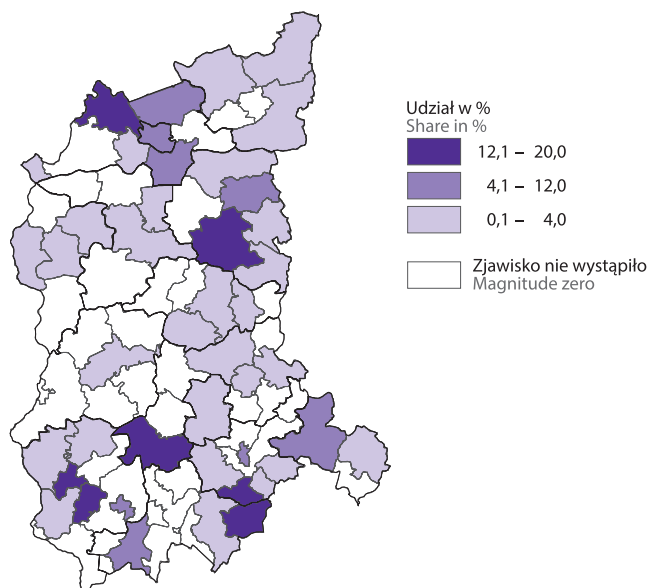 Udział w %
Share in %
12,1 – 20,0
4,1 – 12,0
0,1 – 4,0
Zjawisko nie wystąpiło
Magnitude zero